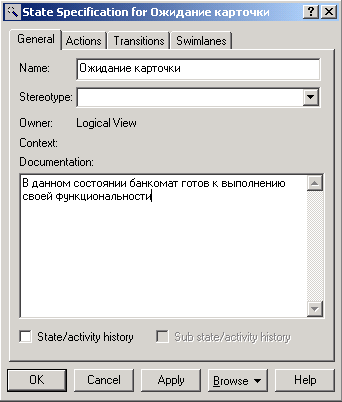 State Specification for Ожидание карточки
General Actions Transitions Swimlanes
Name: Ожидание карточки
Stereotype:
Owner: Logical View
Context:
Documentation:
В данном состоянии банкомат готов к выполнению
своей функциональности
State/activity history Sub state/activity history
OK Cancel Apply Browse Help